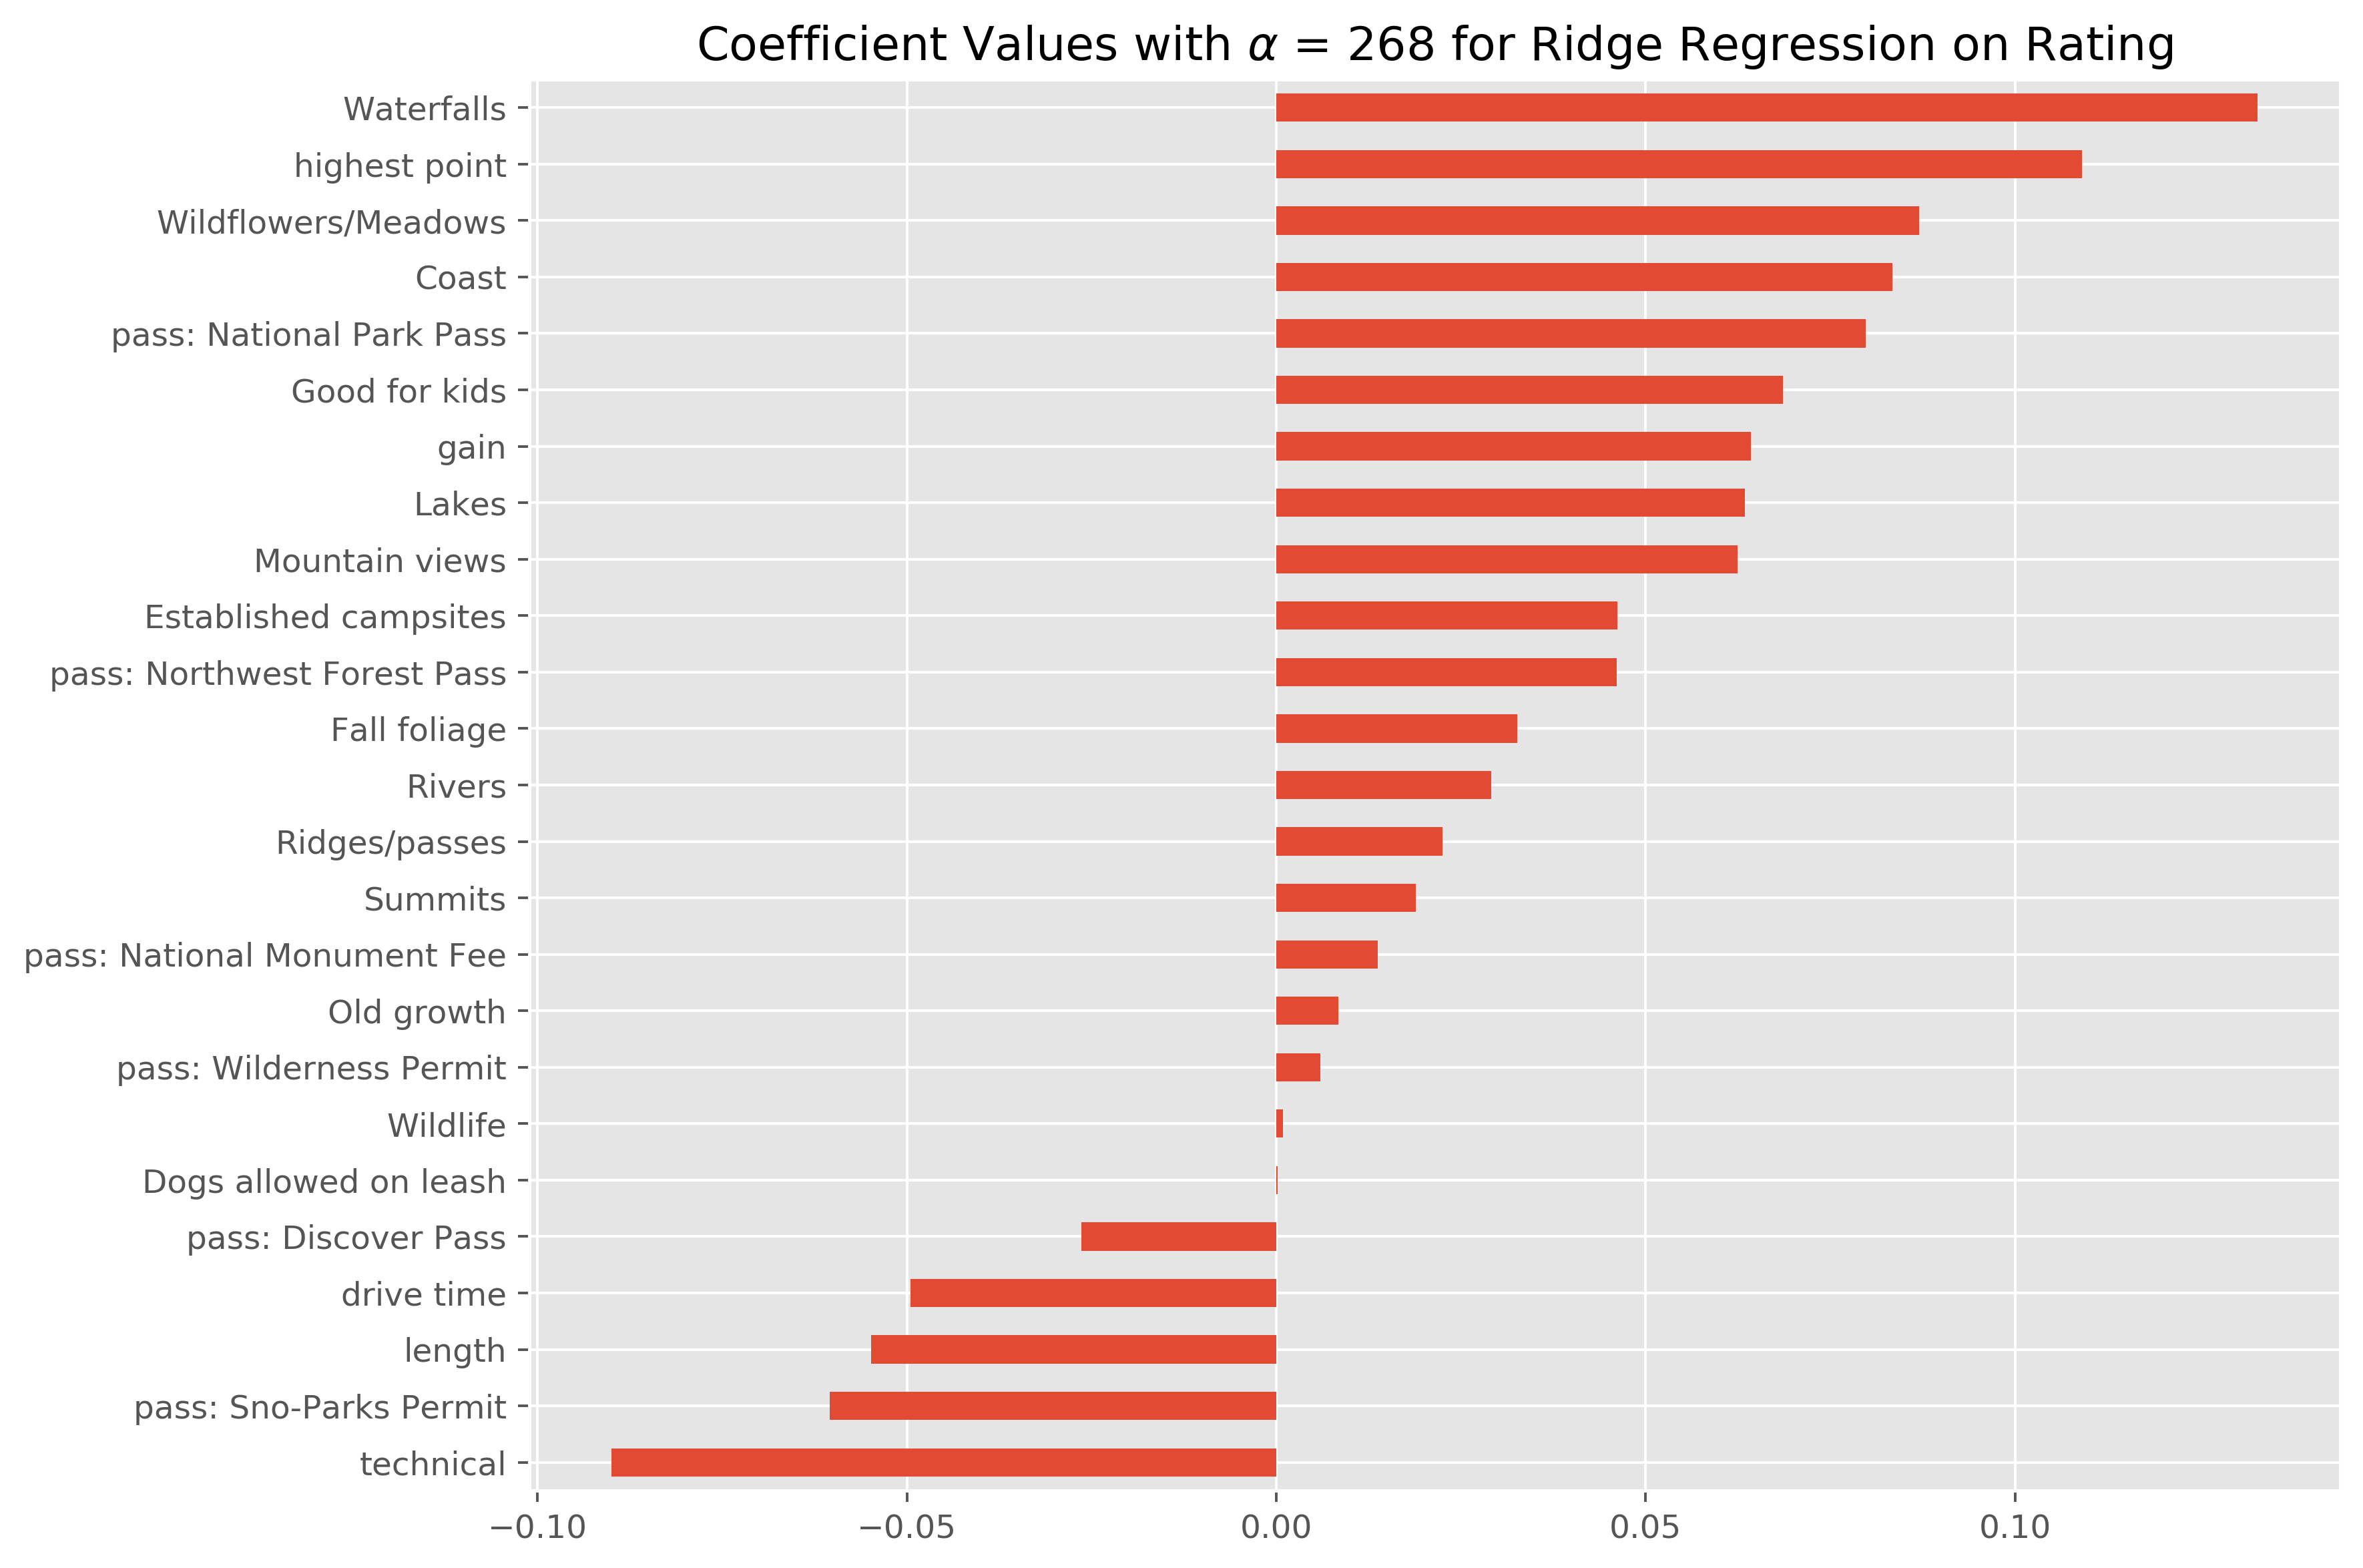 Coefficient Values with α = 268 for Ridge Regression on Rating
Waterfalls
highest point
Wildflowers/Meadows
Coast
pass: National Park Pass
Good for kids
gain
Lakes
Mountain views
Established campsites
pass: Northwest Forest Pass
Fall foliage
Rivers
Ridges/passes
Summits
pass: National Monument Fee
Old growth
pass: Wilderness Permit
Wildlife
Dogs allowed on leash
pass: Discover Pass
drive time
length
pass: Sno-Parks Permit
technical
−0.10 −0.05 0.00 0.05 0.10